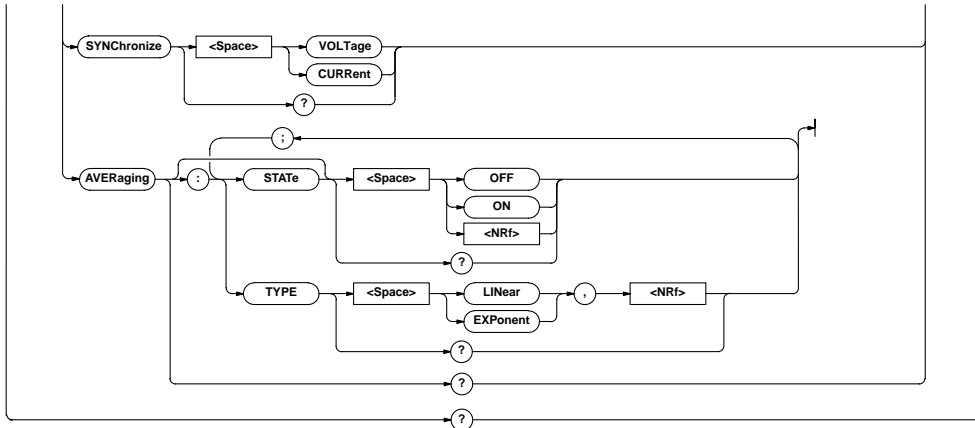 SYNChronize <Space> VOLTage
CURRent
?
;
AVERaging : STATe <Space> OFF
ON
<NRf>
?
TYPE <Space> LINear , <NRf>
EXPonent
?
?
?